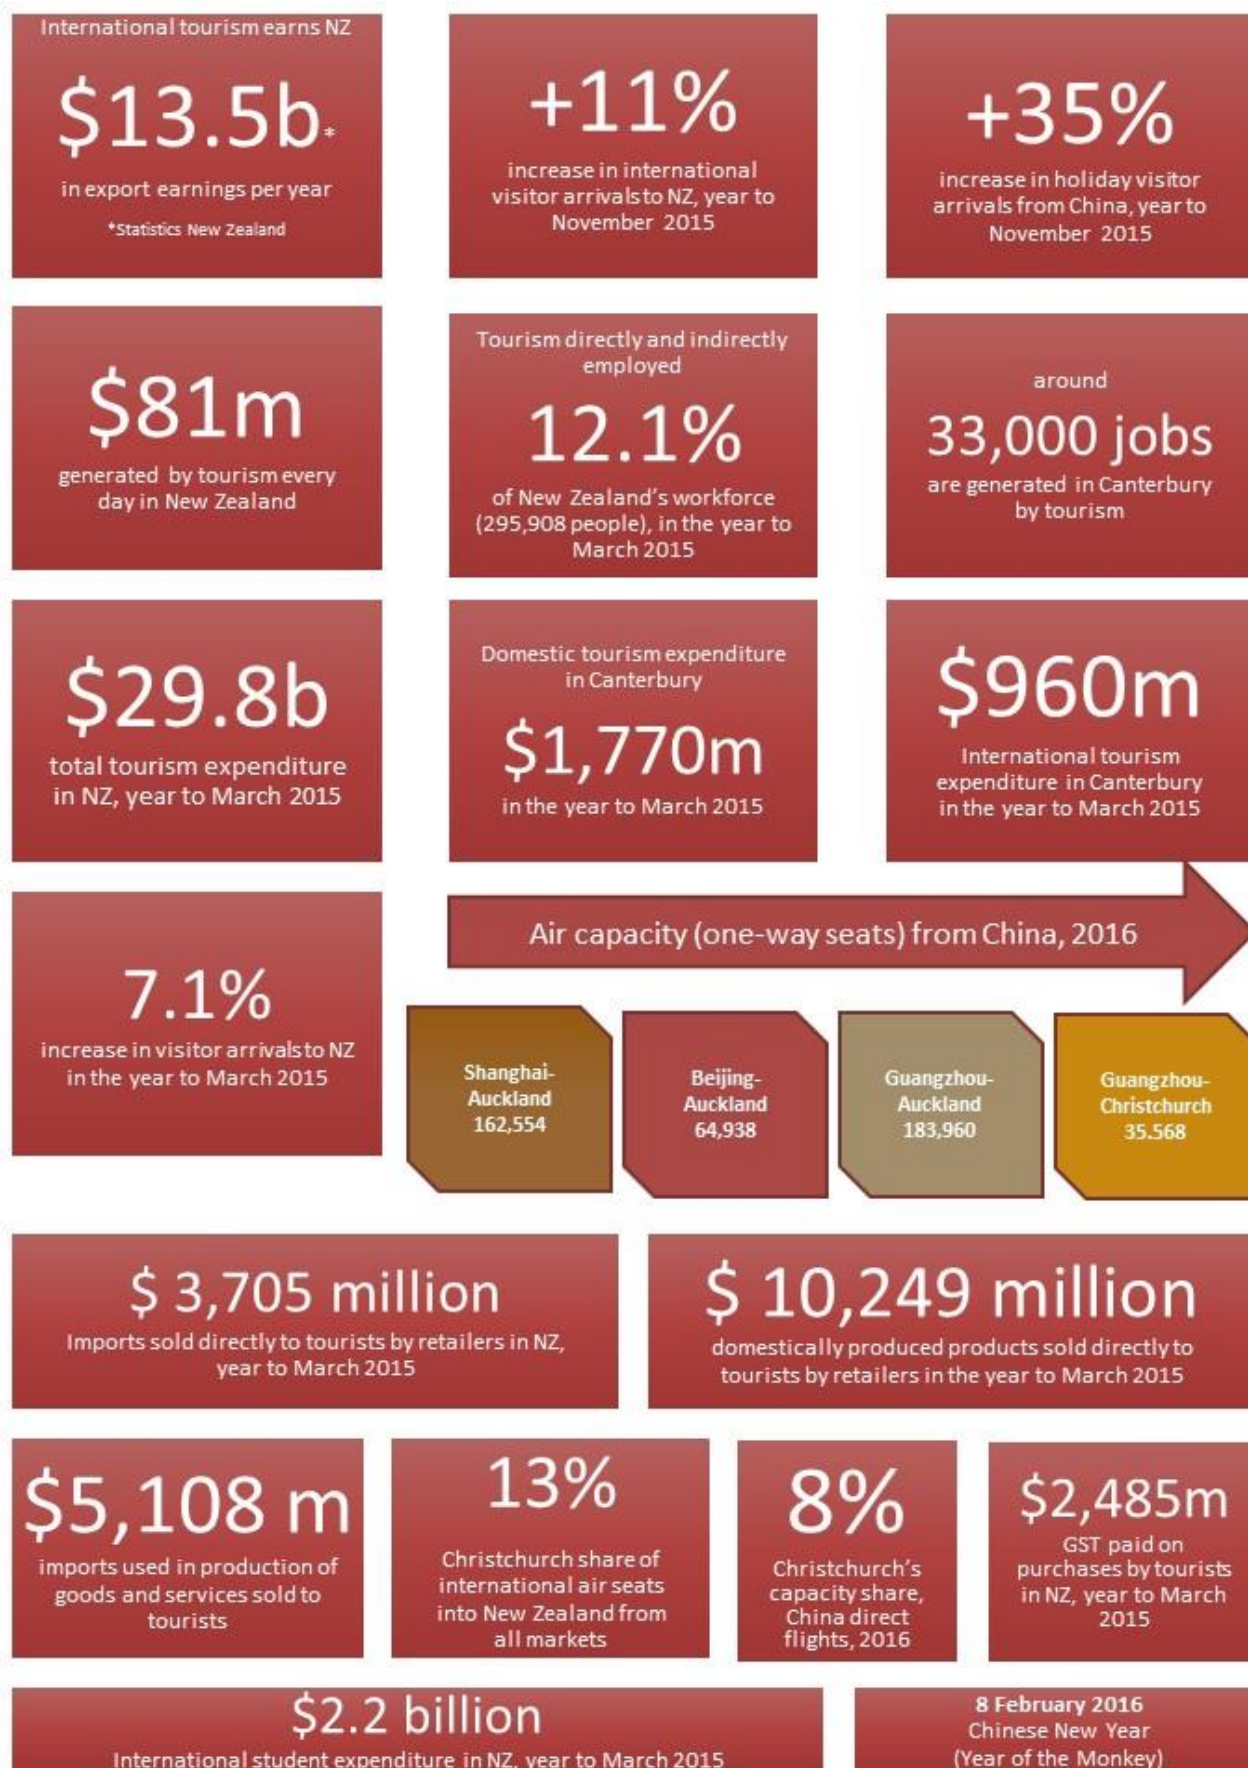 International tourism earns NZ
$13.5b*
in export earnings per year
*Statistics New Zealand
+11%
increase in international
visitor arrivals to NZ, year to
November 2015
+35%
increase in holiday visitor
arrivals from China, year to
November 2015
$81m
generated by tourism every
day in New Zealand
Tourism directly and indirectly
employed
12.1%
of New Zealand's workforce
(295,908 people), in the year to
March 2015
around
33,000 jobs
are generated in Canterbury
by tourism
$29.8b
total tourism expenditure
in NZ, year to March 2015
Domestic tourism expenditure
in Canterbury
$1,770m
in the year to March 2015
$960m
International tourism
expenditure in Canterbury
in the year to March 2015
7.1%
increase in visitor arrivals to NZ
in the year to March 2015
Air capacity (one-way seats) from China, 2016
Shanghai-
Auckland
162,554
Beijing-
Auckland
64,938
Guangzhou-
Auckland
183,960
Guangzhou-
Christchurch
35.568
$ 3,705 million
Imports sold directly to tourists by retailers in NZ,
year to March 2015
$ 10,249 million
domestically produced products sold directly to
tourists by retailers in the year to March 2015
$5,108 m
imports used in production of
goods and services sold to
tourists
13%
Christchurch share of
international air seats
into New Zealand from
all markets
8%
Christchurch's
capacity share,
China direct
flights, 2016
$2,485m
GST paid on
purchases by tourists
in NZ, year to March
2015
$2.2 billion
International student expenditure in NZ, year to March 2015
8 February 2016
Chinese New Year
(Year of the Monkey)